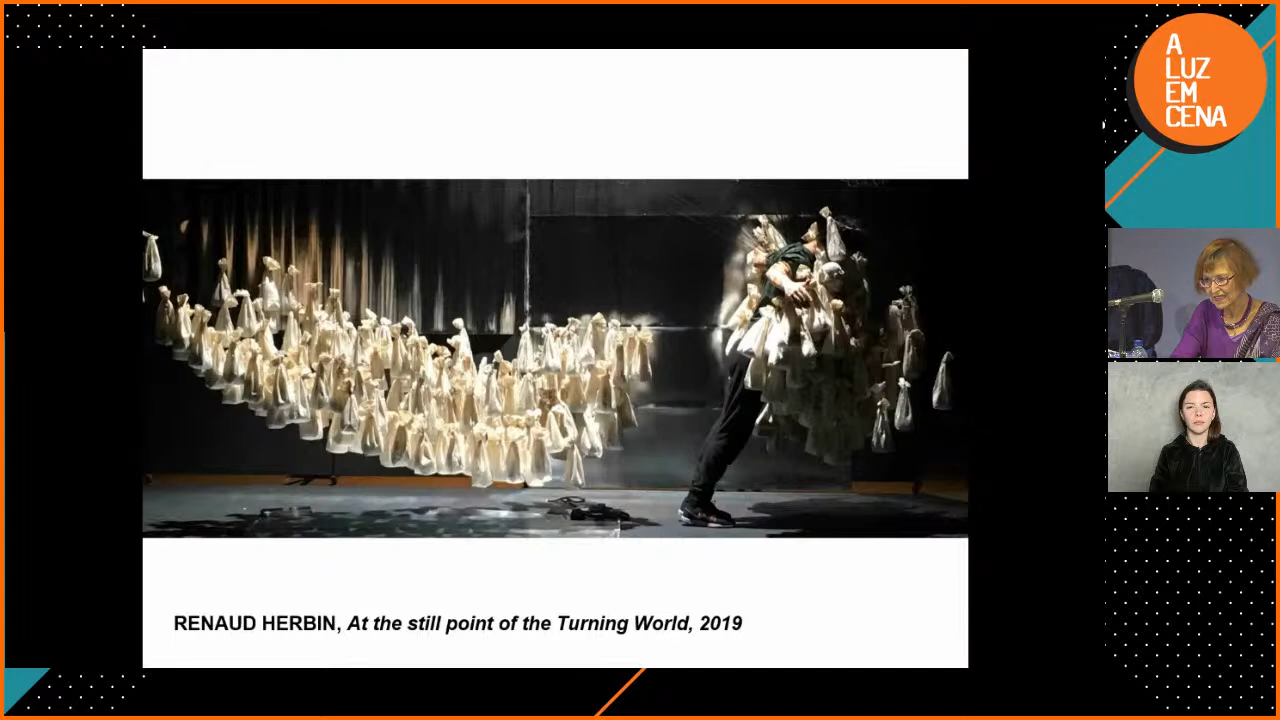 A
LUZ
EM
CENA
RENAUD HERBIN, At the still point of the Turning World, 2019